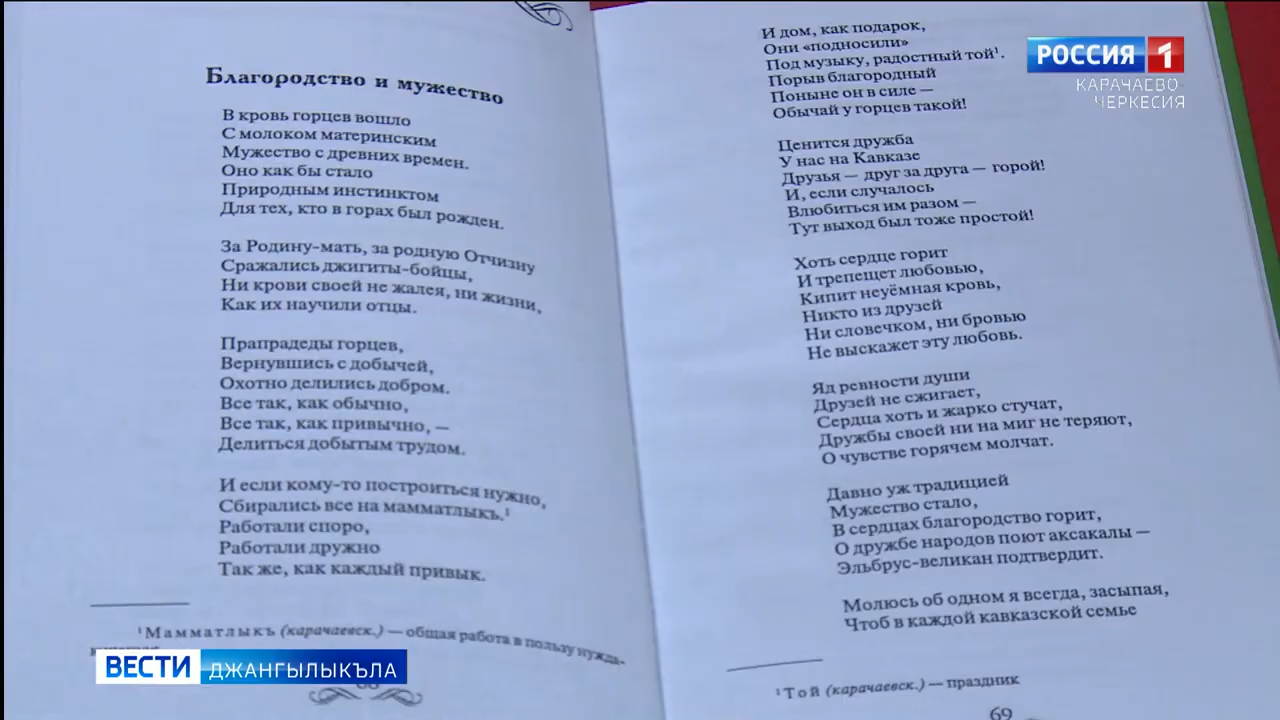 Благородство и мужество
В кровь горцев вошло
С молоком материнским
Мужество с древних времен.
Оно как бы стало
Природным инстинктом
Для тех, кто в горах был рожден.
За Родину-мать, за родную Отчизну
Сражались джигиты-бойцы,
Ни крови своей не жалея, ни жизни,
Как их научили отцы.
Прапрадеды горцев,
Вернувшись с добычей,
Охотно делились добром.
Все так, как обычно,
Все так, как привычно, —
Делиться добытым трудом.
И если кому-то построиться нужно,
Сбирались все на мамматлыкъ.¹
Работали споро,
Работали дружно
Так же, как каждый привык.
¹Мамматлыкъ (карачаевск.) — общая работа в пользу нужда-
И дом, как подарок,
Они «подносили»
Под музыку, радостный той¹.
Порыв благородный
Поныне он в силе —
Обычай у горцев такой!
Ценится дружба
У нас на Кавказе
Друзья — друг за друга — горой!
И, если случалось
Влюбиться им разом —
Тут выход был тоже простой!
Хоть сердце горит
И трепещет любовью,
Кипит неуёмная кровь,
Никто из друзей
Ни словечком, ни бровью
Не выскажет эту любовь.
Яд ревности души
Друзей не сжигает,
Сердца хоть и жарко стучат,
Дружбы своей ни на миг не теряют,
О чувстве горячем молчат.
Давно уж традицией
Мужество стало,
В сердцах благородство горит,
О дружбе народов поют аксакалы —
Эльбрус-великан подтвердит.
Молюсь об одном я всегда, засыпая,
Чтоб в каждой кавказской семье
¹Той (карачаевск.) — праздник
69
РОССИЯ 1
КАРАЧАЕВО-
ЧЕРКЕСИЯ
ВЕСТИ ДЖАНГЫЛЫКЪЛА